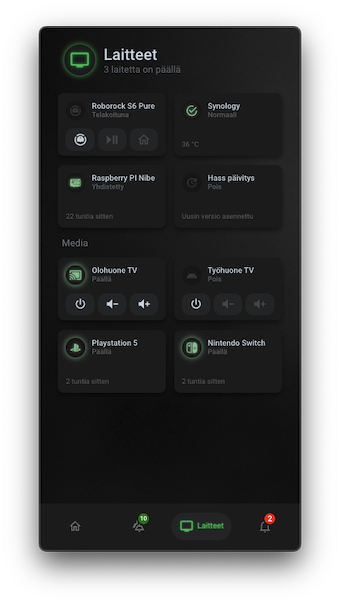 Laitteet
3 laitetta on päällä
Roborock S6 Pure
Telakoituna
Synology
Normaali
36 °C
Raspberry PI Nibe
Yhdistetty
22 tuntia sitten
Hass päivitys
Pois
Uusin versio asennettu
Media
Olohuone TV
Päällä
Työhuone TV
Pois
Playstation 5
Päällä
2 tuntia sitten
Nintendo Switch
Päällä
2 tuntia sitten
10
Laitteet
2